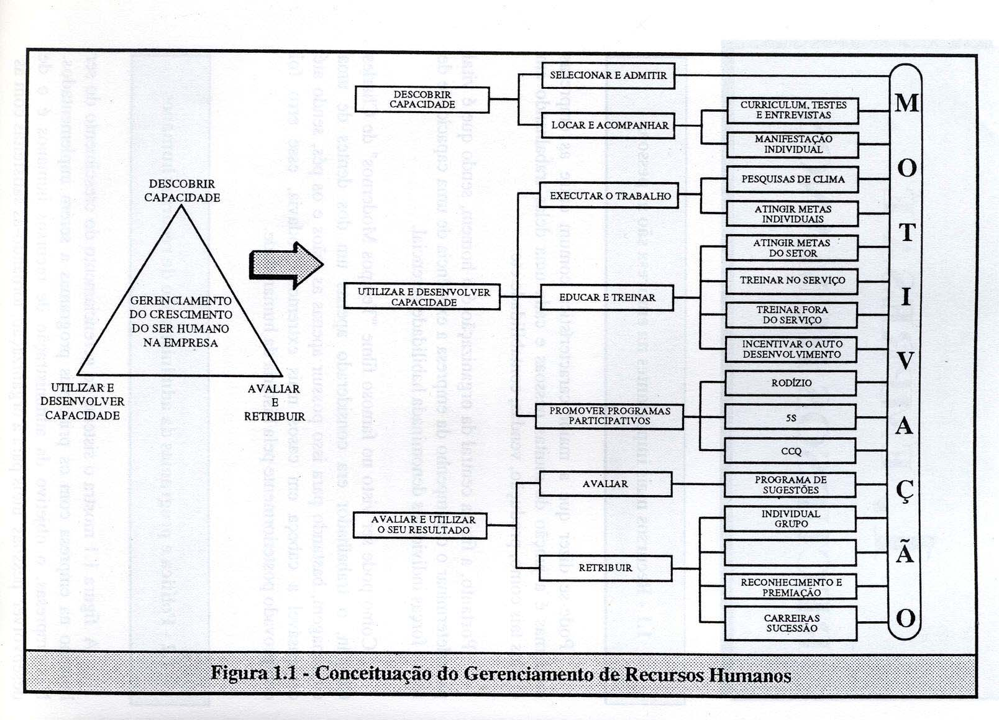 DESCOBRIR
CAPACIDADE
GERENCIAMENTO
DO CRESCIMENTO
DO SER HUMANO
NA EMPRESA
UTILIZAR E
DESENVOLVER
CAPACIDADE
AVALIAR
E
RETRIBUIR
DESCOBRIR
CAPACIDADE
SELECIONAR E ADMITIR
LOCAR E ACOMPANHAR
CURRICULUM, TESTES
E ENTREVISTAS
MANIFESTAÇÃO
INDIVIDUAL
UTILIZAR E DESENVOLVER
CAPACIDADE
EXECUTAR O TRABALHO
PESQUISAS DE CLIMA
ATINGIR METAS
INDIVIDUAIS
EDUCAR E TREINAR
ATINGIR METAS
DO SETOR
TREINAR NO SERVIÇO
TREINAR FORA
DO SERVIÇO
INCENTIVAR O AUTO
DESENVOLVIMENTO
PROMOVER PROGRAMAS
PARTICIPATIVOS
RODÍZIO
5S
CCQ
AVALIAR E UTILIZAR
O SEU RESULTADO
AVALIAR
PROGRAMA DE
SUGESTÕES
RETRIBUIR
INDIVIDUAL
GRUPO
RECONHECIMENTO E
PREMIAÇÃO
CARREIRAS
SUCESSÃO
MOTIVAÇÃO
Figura 1.1 - Conceituação do Gerenciamento de Recursos Humanos